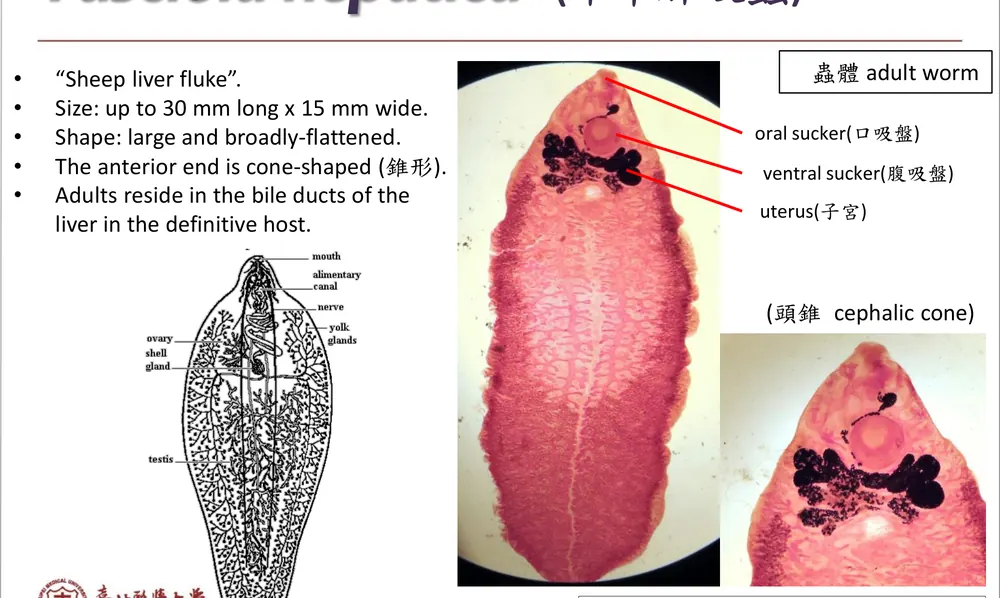 “Sheep liver fluke”.
Size: up to 30 mm long x 15 mm wide.
Shape: large and broadly-flattened.
The anterior end is cone-shaped (錐形).
Adults reside in the bile ducts of the
liver in the definitive host.
mouth
alimentary
canal
nerve
yolk
glands
ovary
shell
gland
testis
蟲體 adult worm
oral sucker(口吸盤)
ventral sucker(腹吸盤)
uterus(子宮)
(頭錐 cephalic cone)